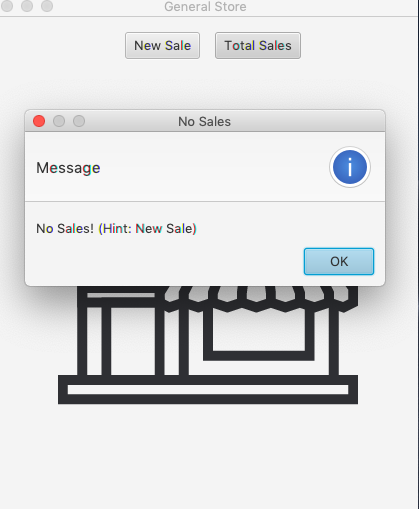 General Store
New Sale
Total Sales
No Sales
Message
i
No Sales! (Hint: New Sale)
OK